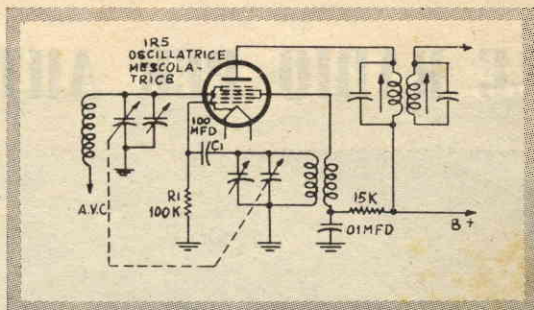 1R5
OSCILLATRICE
MESCOLA-
TRICE
100
MFD
C1
R1
100K
A.V.C.
15K
01MFD
B+